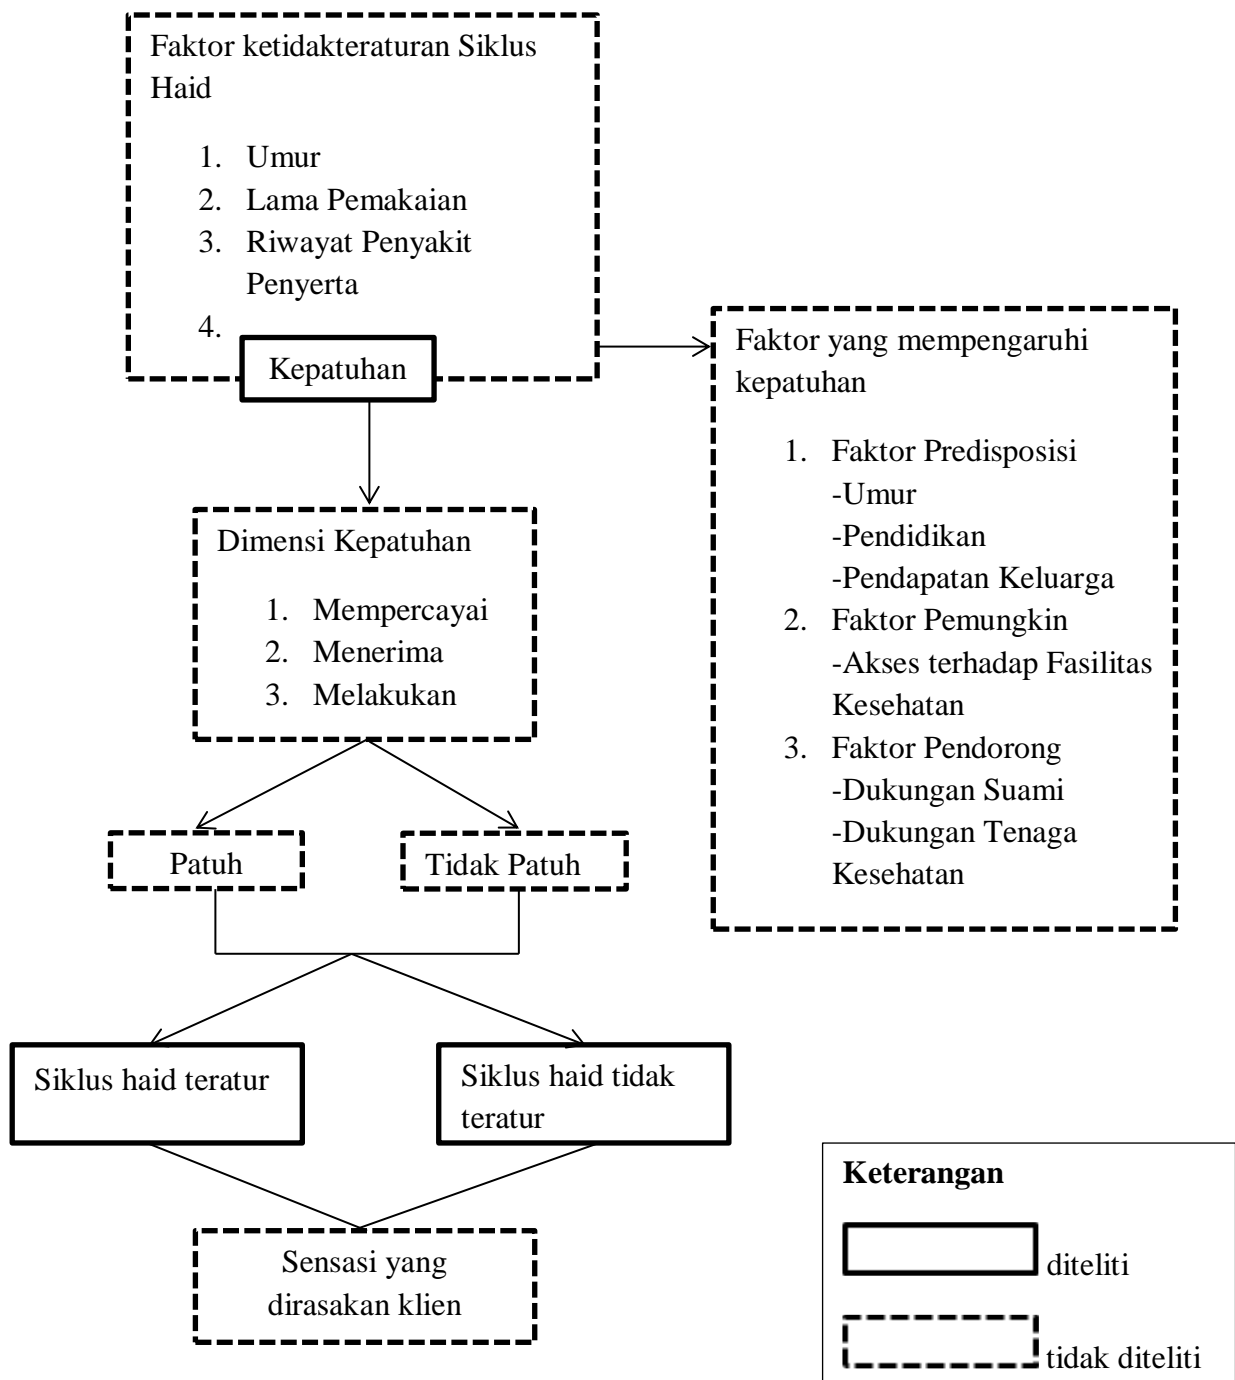 Faktor ketidakteraturan Siklus
Haid
1. Umur
2. Lama Pemakaian
3. Riwayat Penyakit
Penyerta
4.
Kepatuhan
Faktor yang mempengaruhi
kepatuhan
1. Faktor Predisposisi
-Umur
-Pendidikan
-Pendapatan Keluarga
2. Faktor Pemungkin
-Akses terhadap Fasilitas
Kesehatan
3. Faktor Pendorong
-Dukungan Suami
-Dukungan Tenaga
Kesehatan
Dimensi Kepatuhan
1. Mempercayai
2. Menerima
3. Melakukan
Patuh
Tidak Patuh
Siklus haid teratur
Siklus haid tidak
teratur
Sensasi yang
dirasakan klien
Keterangan
diteliti
tidak diteliti